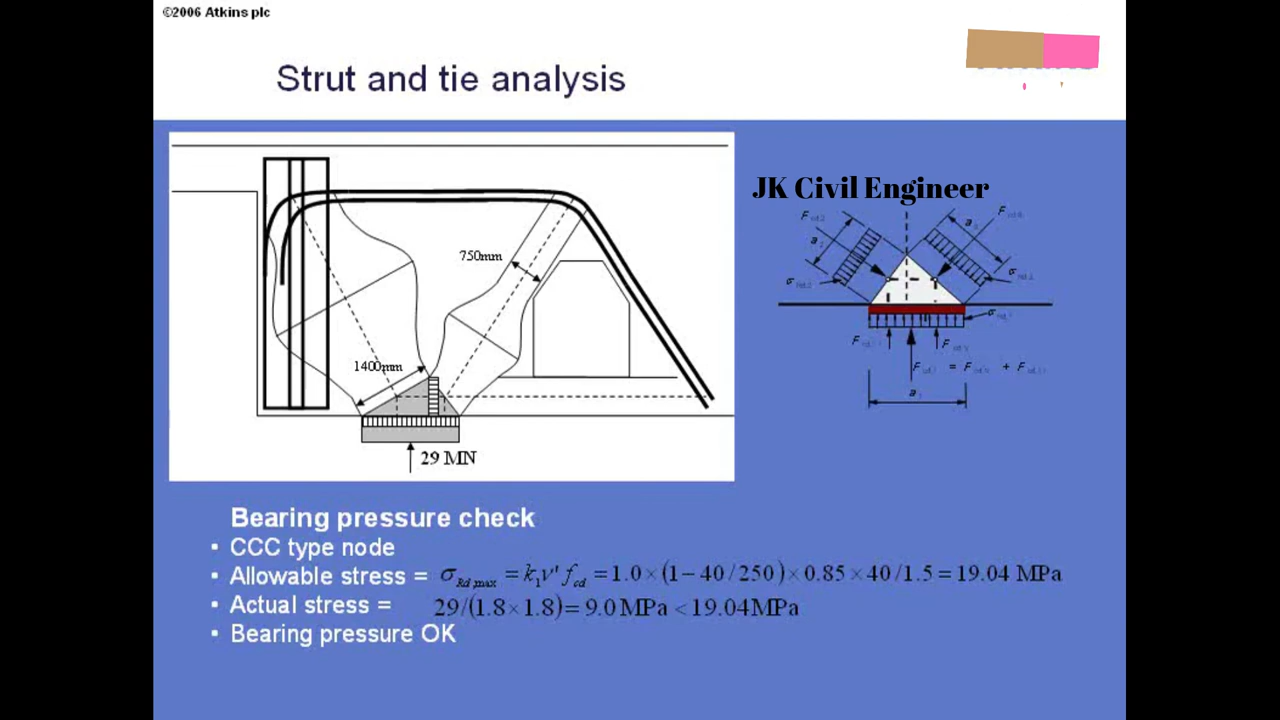 ©2006 Atkins plc
Strut and tie analysis
JK Civil Engineer
750mm
1400mm
29 MN
Bearing pressure check
• CCC type node
• Allowable stress = σRd,max = k1ν' fcd = 1.0×(1−40/250)×0.85×40/1.5 = 19.04 MPa
• Actual stress = 29/(1.8×1.8) = 9.0 MPa < 19.04 MPa
• Bearing pressure OK